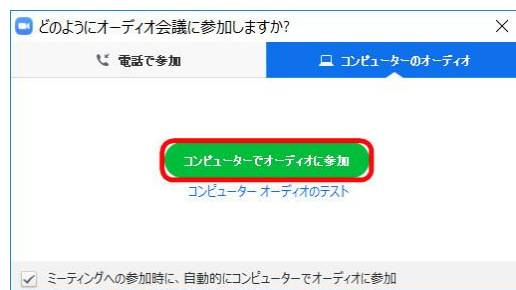 どのようにオーディオ会議に参加しますか?
電話で参加
コンピューターのオーディオ
コンピューターでオーディオに参加
コンピューター オーディオのテスト
ミーティングへの参加時に、自動的にコンピューターでオーディオに参加